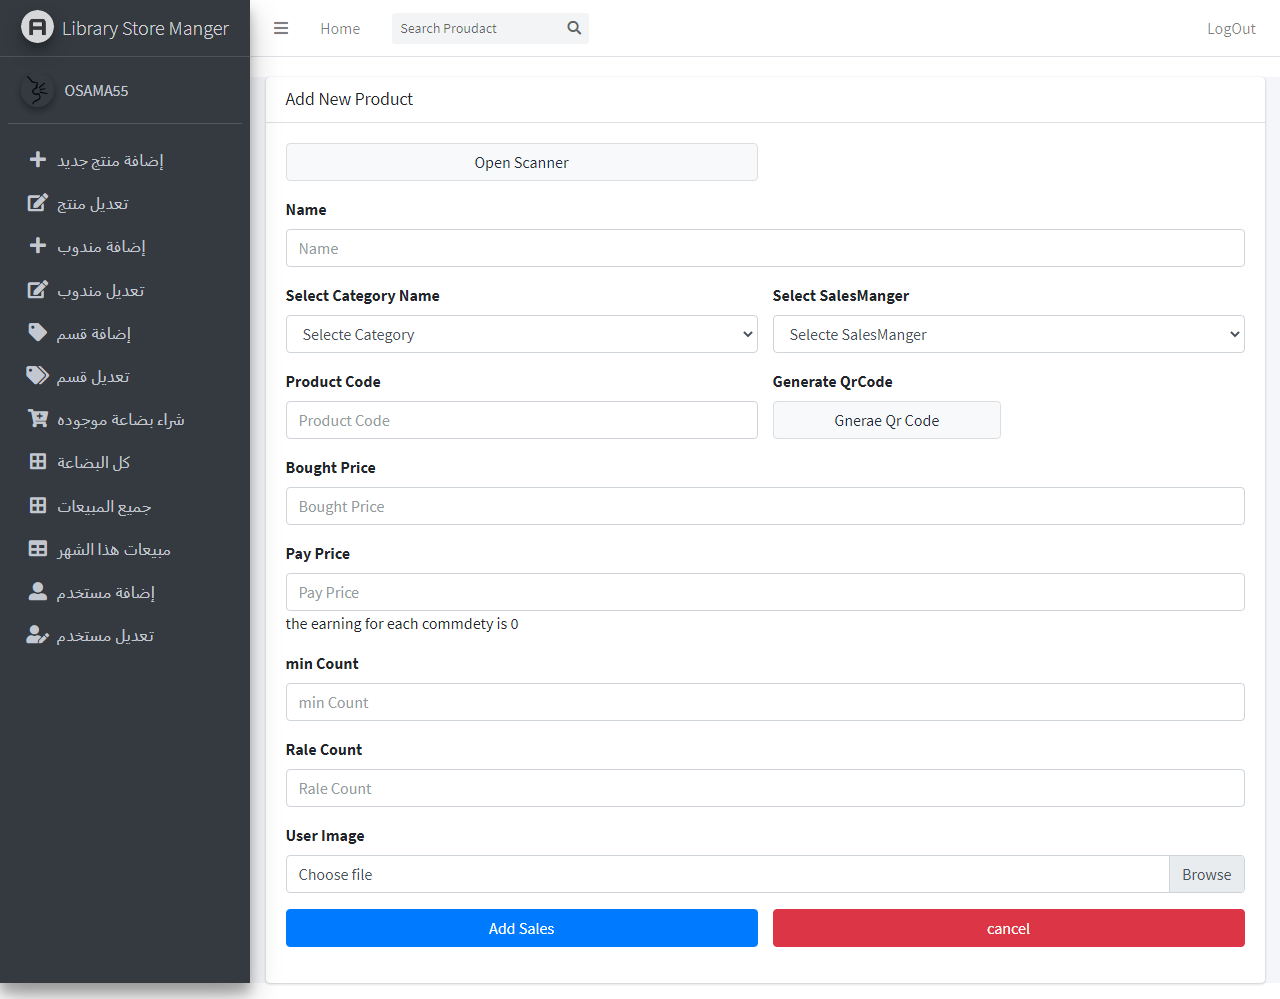 Library Store Manger
OSAMA55
إضافة منتج جديد
تعديل منتج
إضافة مندوب
تعديل مندوب
إضافة قسم
تعديل قسم
شراء بضاعة موجوده
كل البضاعة
جميع المبيعات
مبيعات هذا الشهر
إضافة مستخدم
تعديل مستخدم
Home
Search Proudact
LogOut
Add New Product
Open Scanner
Name
Name
Select Category Name
Select SalesManger
Selecte Category
Selecte SalesManger
Product Code
Generate QrCode
Product Code
Gnerae Qr Code
Bought Price
Bought Price
Pay Price
Pay Price
the earning for each commdety is 0
min Count
min Count
Rale Count
Rale Count
User Image
Choose file
Browse
Add Sales
cancel